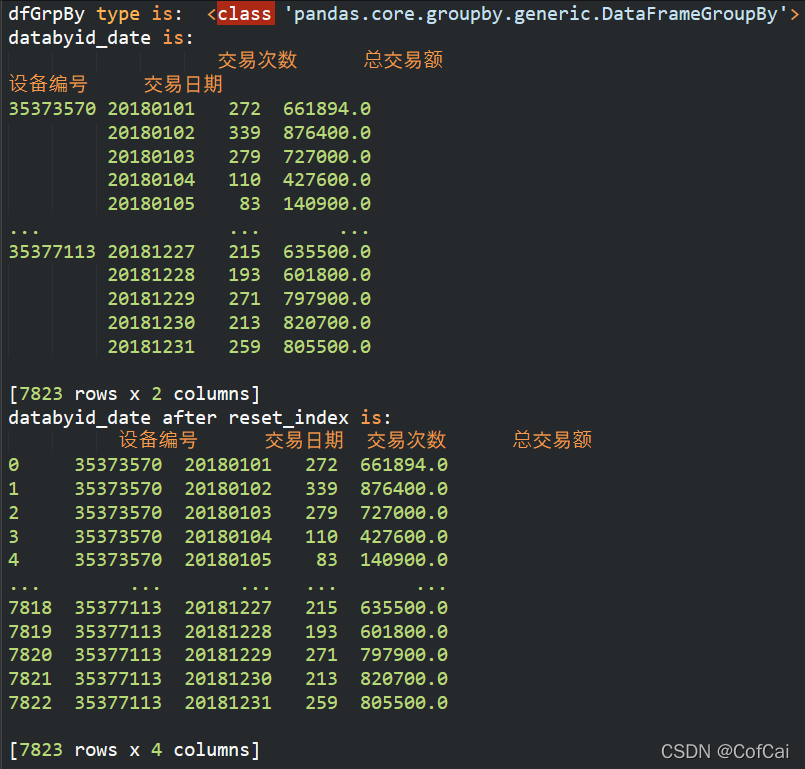 dfGrpBy type is:  <class 'pandas.core.groupby.generic.DataFrameGroupBy'>
databyid_date is:
交易次数 总交易额
设备编号 交易日期
35373570 20180101 272 661894.0
20180102 339 876400.0
20180103 279 727000.0
20180104 110 427600.0
20180105 83 140900.0
... ... ...
35377113 20181227 215 635500.0
20181228 193 601800.0
20181229 271 797900.0
20181230 213 820700.0
20181231 259 805500.0
[7823 rows x 2 columns]
databyid_date after reset_index is:
设备编号 交易日期 交易次数 总交易额
0 35373570 20180101 272 661894.0
1 35373570 20180102 339 876400.0
2 35373570 20180103 279 727000.0
3 35373570 20180104 110 427600.0
4 35373570 20180105 83 140900.0
... ... ... ... ...
7818 35377113 20181227 215 635500.0
7819 35377113 20181228 193 601800.0
7820 35377113 20181229 271 797900.0
7821 35377113 20181230 213 820700.0
7822 35377113 20181231 259 805500.0
[7823 rows x 4 columns]
CSDN @CofCai